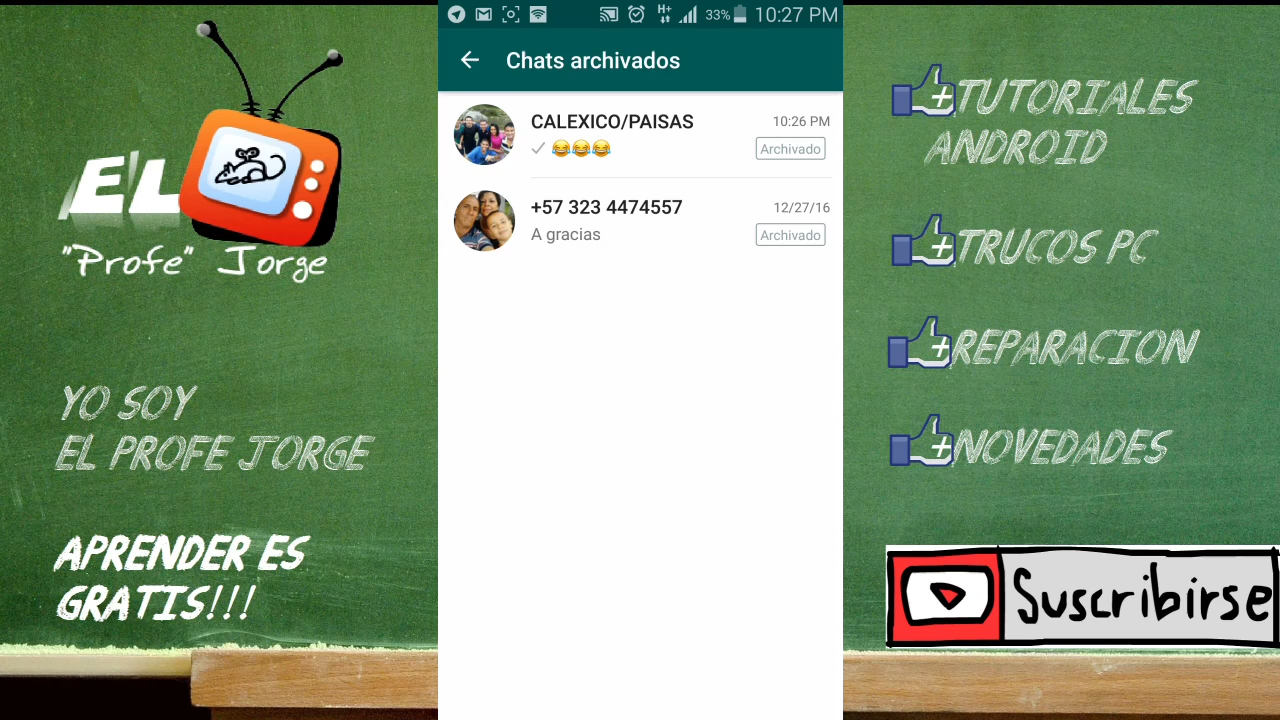 EL
"Profe" Jorge
YO SOY
EL PROFE JORGE
APRENDER ES
GRATIS!!!
H+
33%
10:27 PM
Chats archivados
CALEXICO/PAISAS
10:26 PM
✓ 😂😂😂
Archivado
+57 323 4474557
12/27/16
A gracias
Archivado
+TUTORIALES
ANDROID
+TRUCOS PC
+REPARACION
+NOVEDADES
Suscribirse